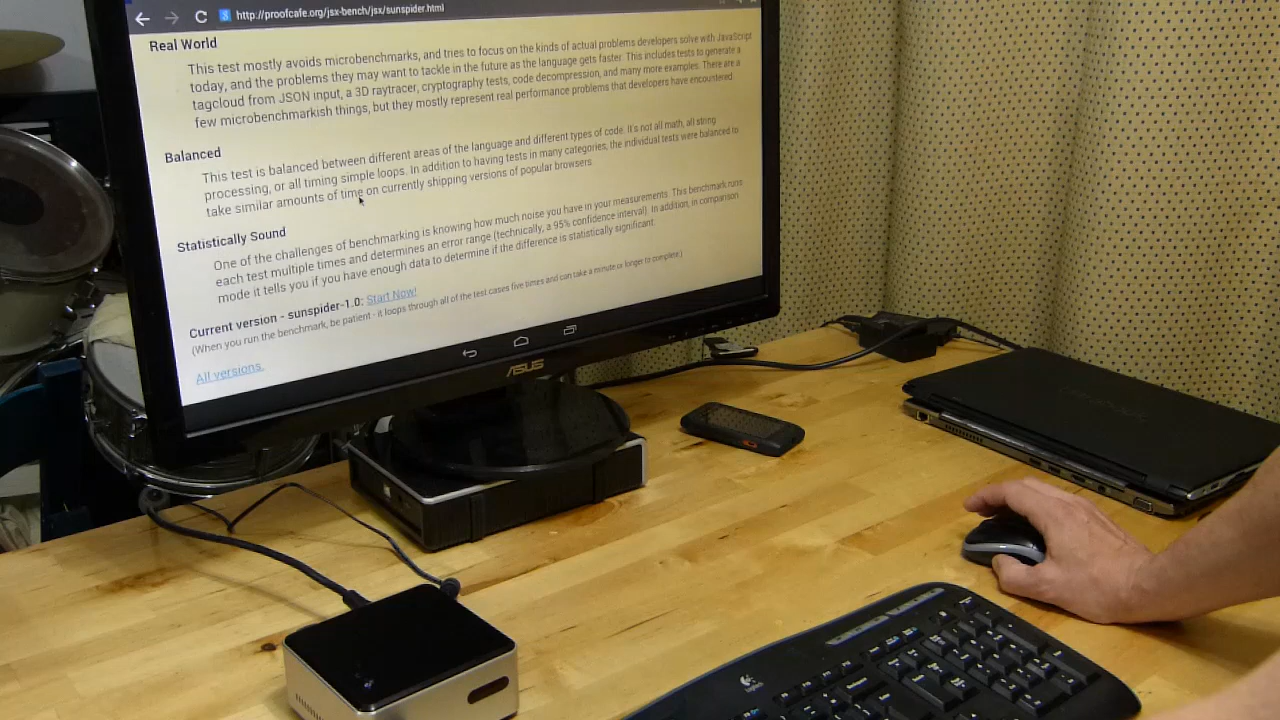 http://proofcafe.org/jsx-bench/jsx/sunspider.html
Real World
This test mostly avoids microbenchmarks, and tries to focus on the kinds of actual problems developers solve with JavaScript
today, and the problems they may want to tackle in the future as the language gets faster. This includes tests to generate a
tagcloud from JSON input, a 3D raytracer, cryptography tests, code decompression, and many more examples. There are a
few microbenchmarkish things, but they mostly represent real performance problems that developers have encountered.
Balanced
This test is balanced between different areas of the language and different types of code. It's not all math, all string
processing, or all timing simple loops. In addition to having tests in many categories, the individual tests were balanced to
take similar amounts of time on currently shipping versions of popular browsers.
Statistically Sound
One of the challenges of benchmarking is knowing how much noise you have in your measurements. This benchmark runs
each test multiple times and determines an error range (technically, a 95% confidence interval). In addition, in comparison
mode it tells you if you have enough data to determine if the difference is statistically significant.
Current version - sunspider-1.0: Start Now!
(When you run the benchmark, be patient - it loops through all of the test cases five times and can take a minute or longer to complete.)
All versions.
ASUS
Logitech